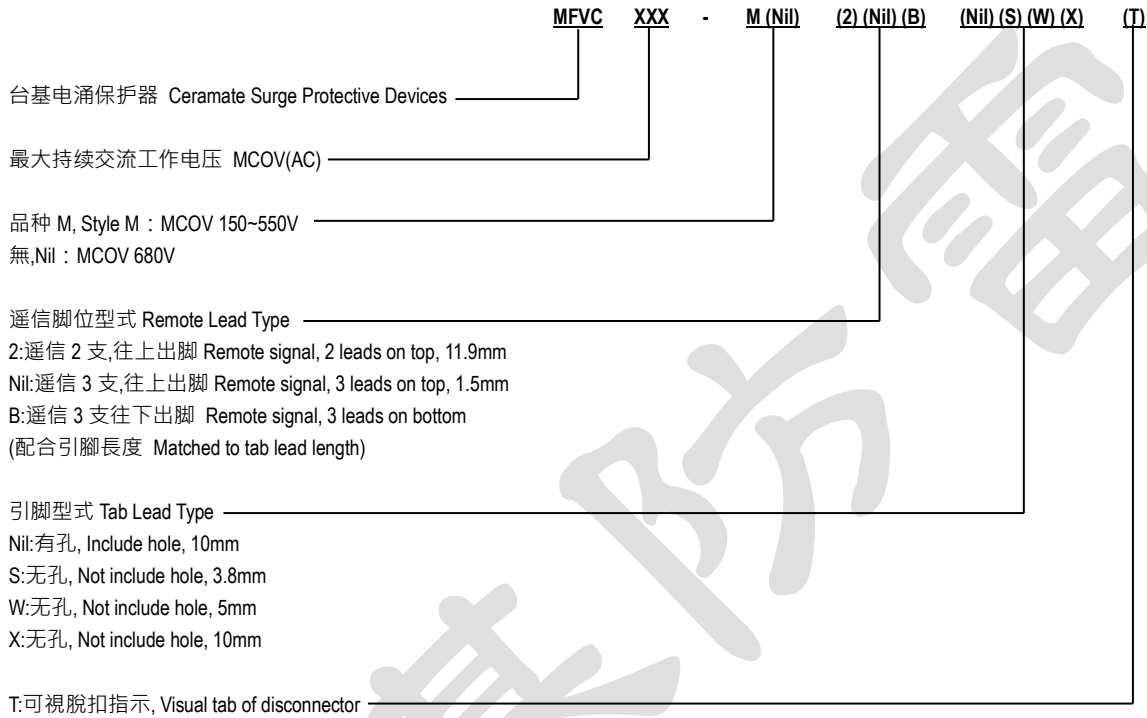 MFVC XXX - M (Nil) (2) (Nil) (B) (Nil) (S) (W) (X) (T)
台基电涌保护器 Ceramate Surge Protective Devices
最大持续交流工作电压 MCOV(AC)
品种 M, Style M：MCOV 150~550V
無,Nil：MCOV 680V
遥信脚位型式 Remote Lead Type
2:遥信 2 支,往上出脚 Remote signal, 2 leads on top, 11.9mm
Nil:遥信 3 支,往上出脚 Remote signal, 3 leads on top, 1.5mm
B:遥信 3 支往下出脚 Remote signal, 3 leads on bottom
(配合引腳長度 Matched to tab lead length)
引脚型式 Tab Lead Type
Nil:有孔, Include hole, 10mm
S:无孔, Not include hole, 3.8mm
W:无孔, Not include hole, 5mm
X:无孔, Not include hole, 10mm
T:可視脫扣指示, Visual tab of disconnector
基防雷